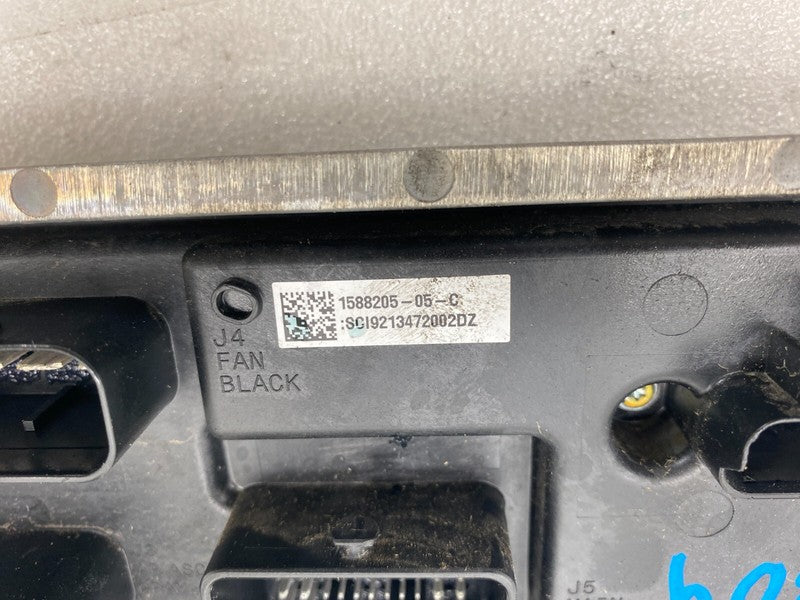 1588205-05-C
:SCI9213472002DZ
J4
FAN
BLACK
J5